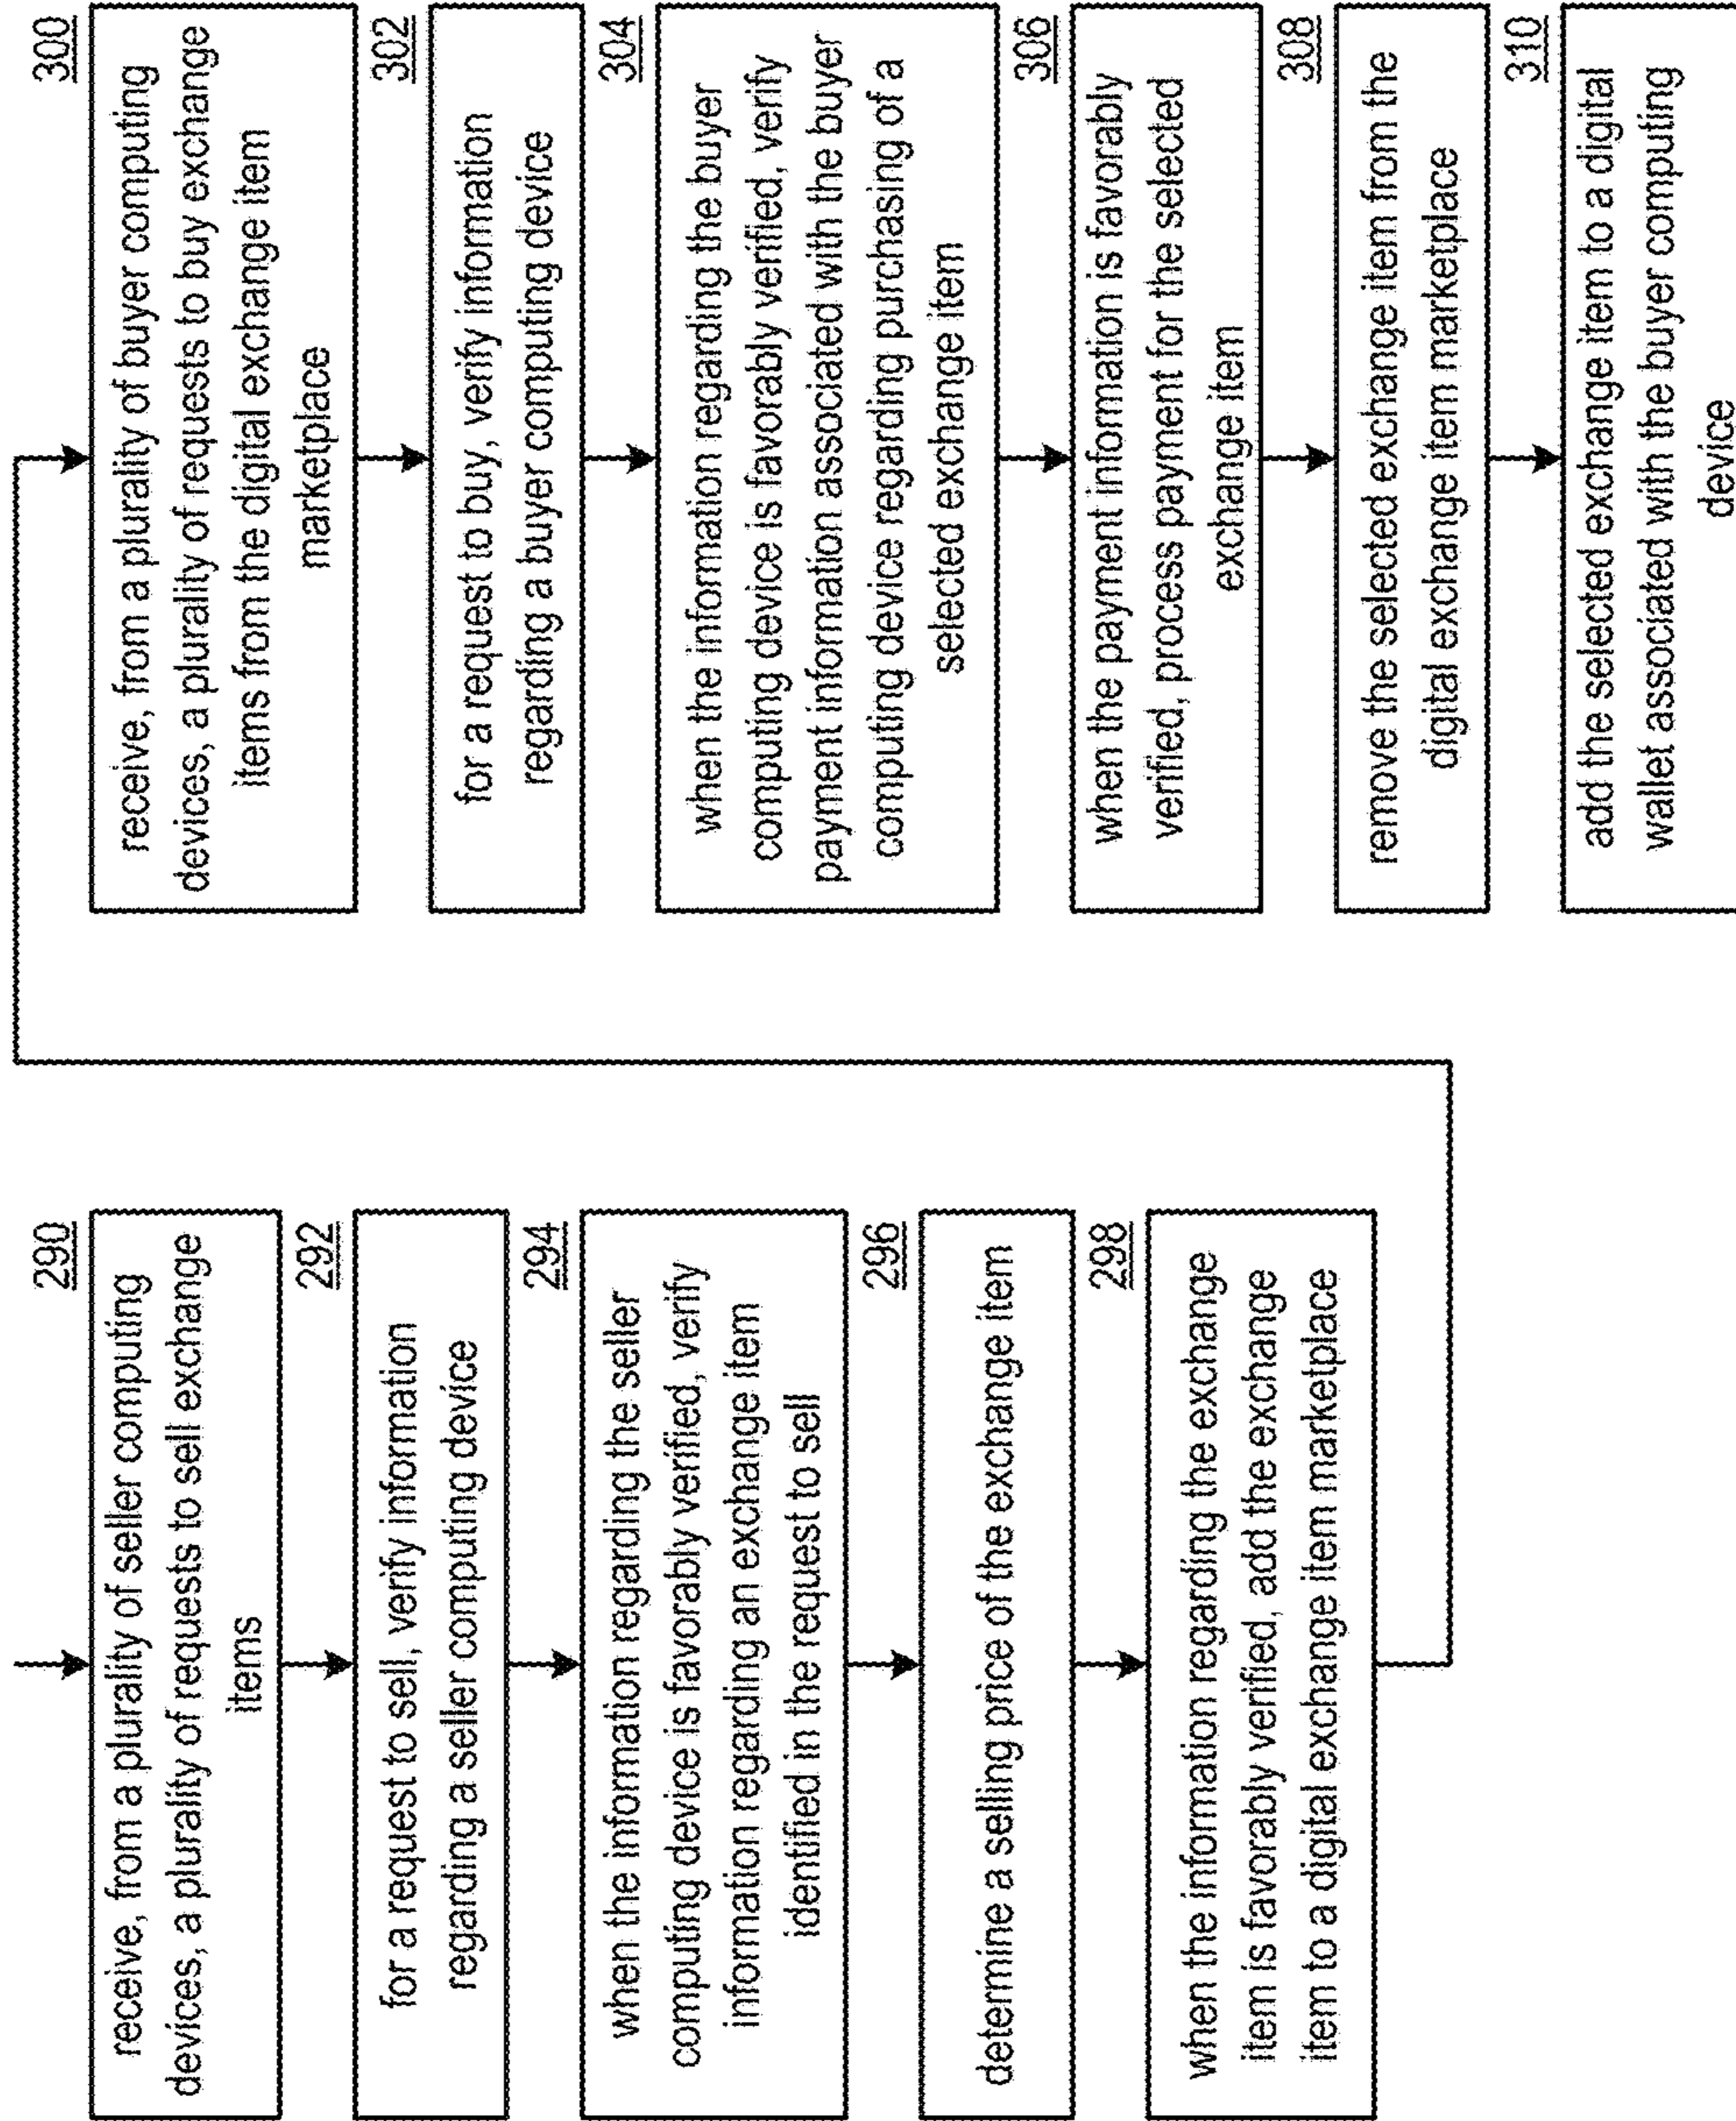 290
receive, from a plurality of seller computing
devices, a plurality of requests to sell exchange
items
292
for a request to sell, verify information
regarding a seller computing device
294
when the information regarding the seller
computing device is favorably verified, verify
information regarding an exchange item
identified in the request to sell
296
determine a selling price of the exchange item
298
when the information regarding the exchange
item is favorably verified, add the exchange
item to a digital exchange item marketplace
300
receive, from a plurality of buyer computing
devices, a plurality of requests to buy exchange
items from the digital exchange item
marketplace
302
for a request to buy, verify information
regarding a buyer computing device
304
when the information regarding the buyer
computing device is favorably verified, verify
payment information associated with the buyer
computing device regarding purchasing of a
selected exchange item
306
when the payment information is favorably
verified, process payment for the selected
exchange item
308
remove the selected exchange item from the
digital exchange item marketplace
310
add the selected exchange item to a digital
wallet associated with the buyer computing
device